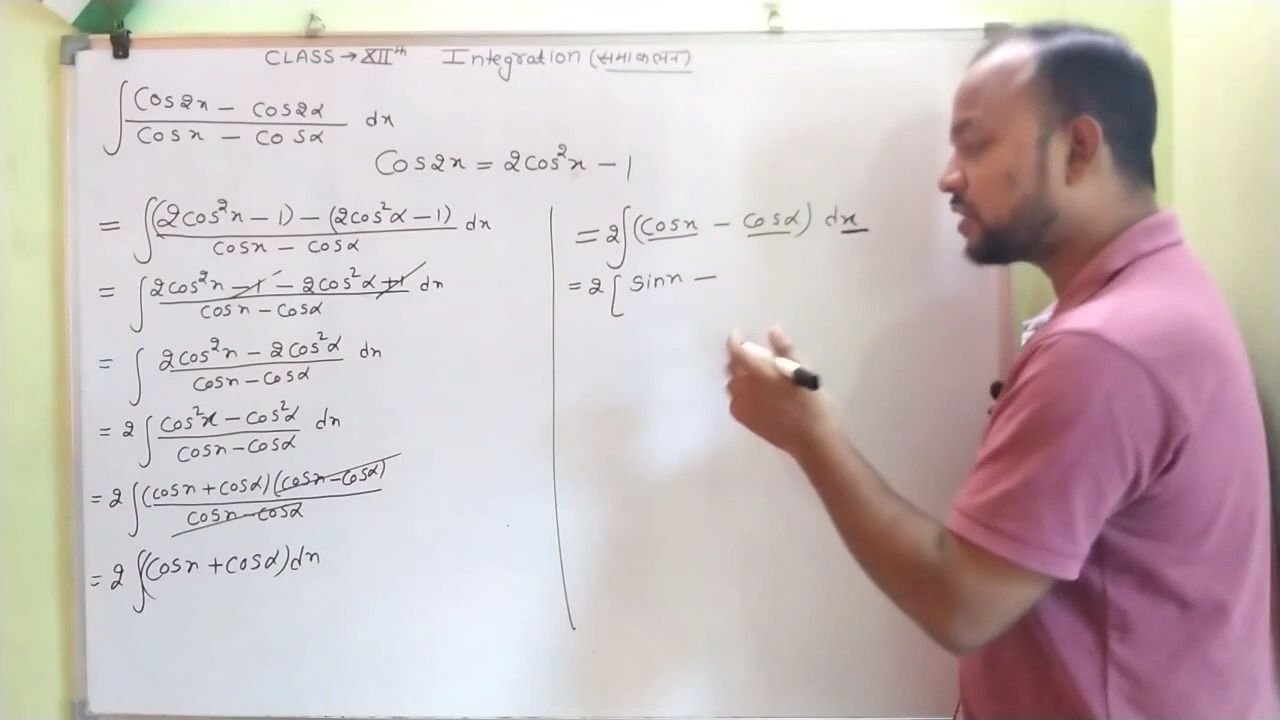 CLASS → XIIth Integration (समाकलन)
∫ (Cos2x − Cos2α)/(Cosx − Cosα) dx
Cos2x = 2cos²x − 1
= ∫ ((2cos²x − 1) − (2cos²α − 1))/(cosx − cosα) dx
= ∫ (2cos²x − 1 − 2cos²α + 1)/(cosx − cosα) dx
= ∫ (2cos²x − 2cos²α)/(cosx − cosα) dx
= 2 ∫ (cos²x − cos²α)/(cosx − cosα) dx
= 2 ∫ ((cosx + cosα)(cosx − cosα))/(cosx − cosα)
= 2 ∫ (cosx + cosα) dx
= 2 ∫ (cosx − cosα) dx
= 2 [ sinx −